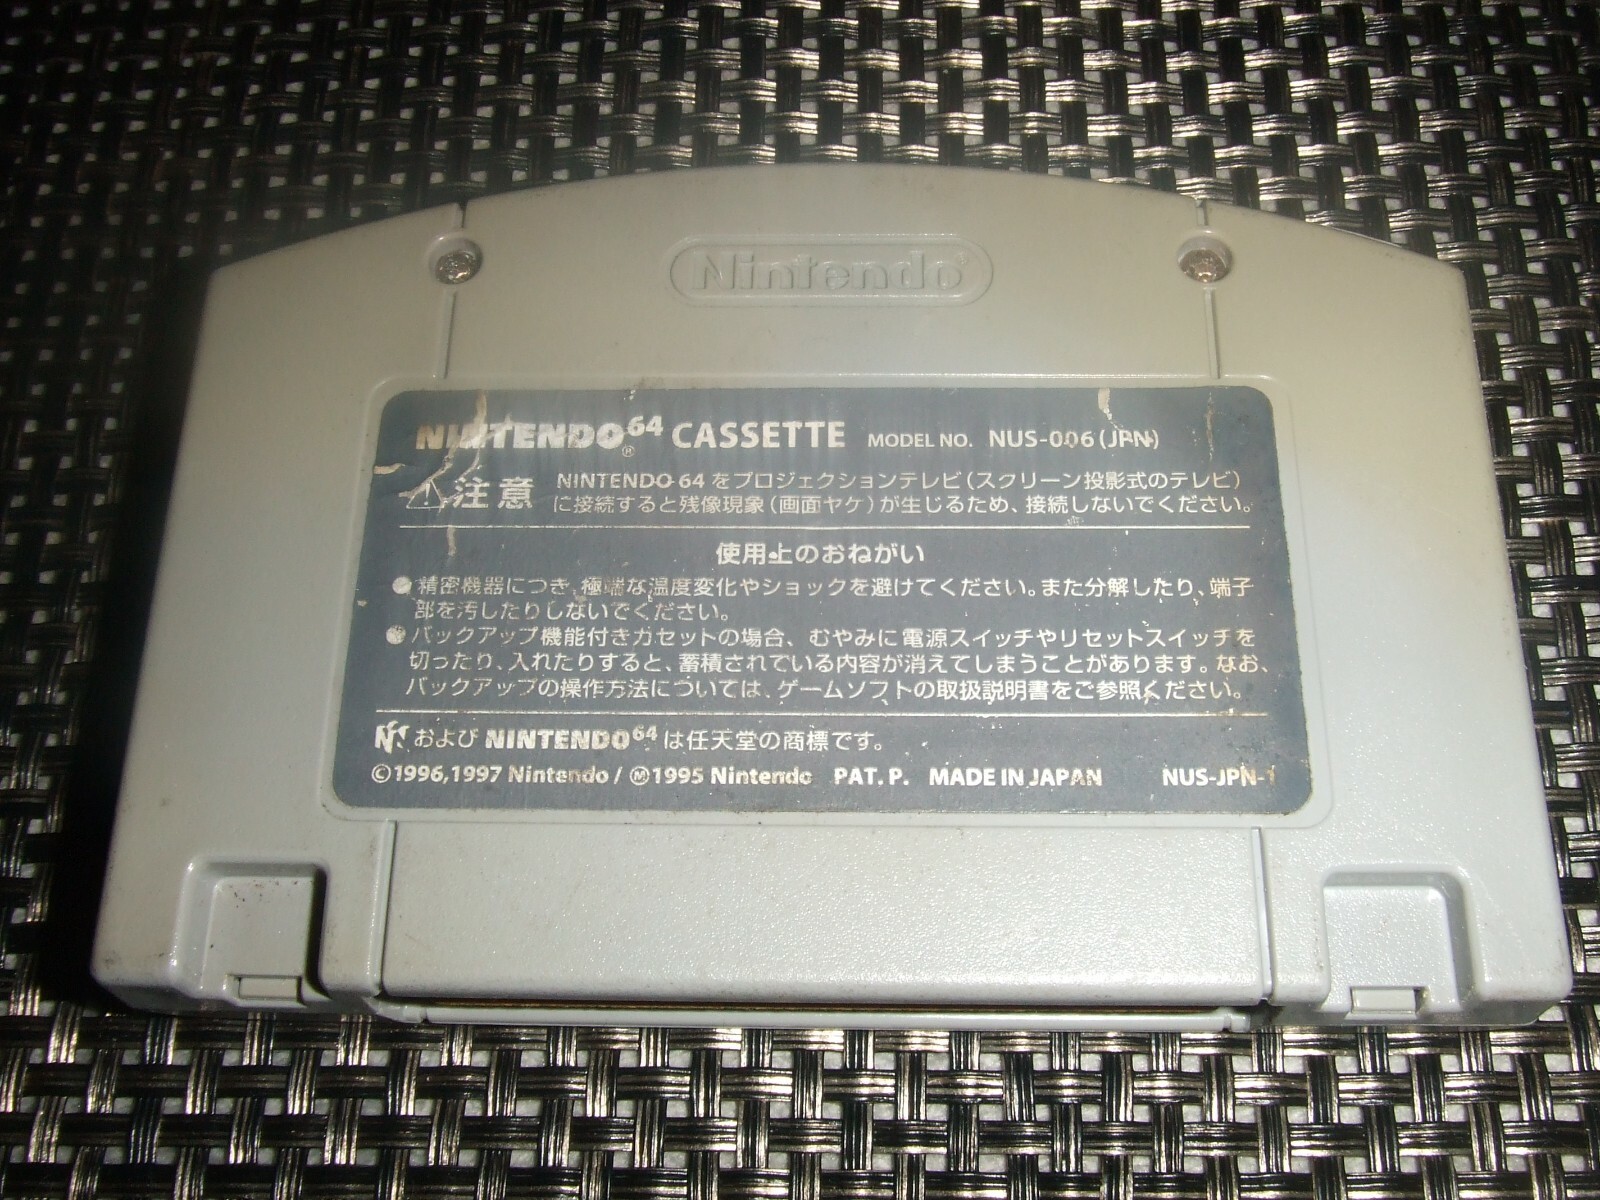 Nintendo®
NINTENDO64® CASSETTE MODEL NO. NUS-006(JPN)
⚠注意 NINTENDO 64 をプロジェクションテレビ(スクリーン投影式のテレビ)
に接続すると残像現象(画面ヤケ)が生じるため、接続しないでください。
使用上のおねがい
●精密機器につき、極端な温度変化やショックを避けてください。また分解したり、端子
部を汚したりしないでください。
●バックアップ機能付きカセットの場合、むやみに電源スイッチやリセットスイッチを
切ったり、入れたりすると、蓄積されている内容が消えてしまうことがあります。なお、
バックアップの操作方法については、ゲームソフトの取扱説明書をご参照ください。
N および NINTENDO64 は任天堂の商標です。
©1996,1997 Nintendo / Ⓜ1995 Nintendo PAT. P. MADE IN JAPAN NUS-JPN-1